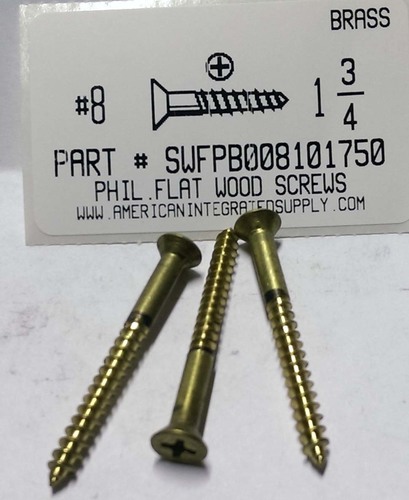 BRASS
#8 1 3/4
PART # SWFPB008101750
PHIL.FLAT WOOD SCREWS
WWW.AMERICANINTEGRATEDSUPPLY.COM